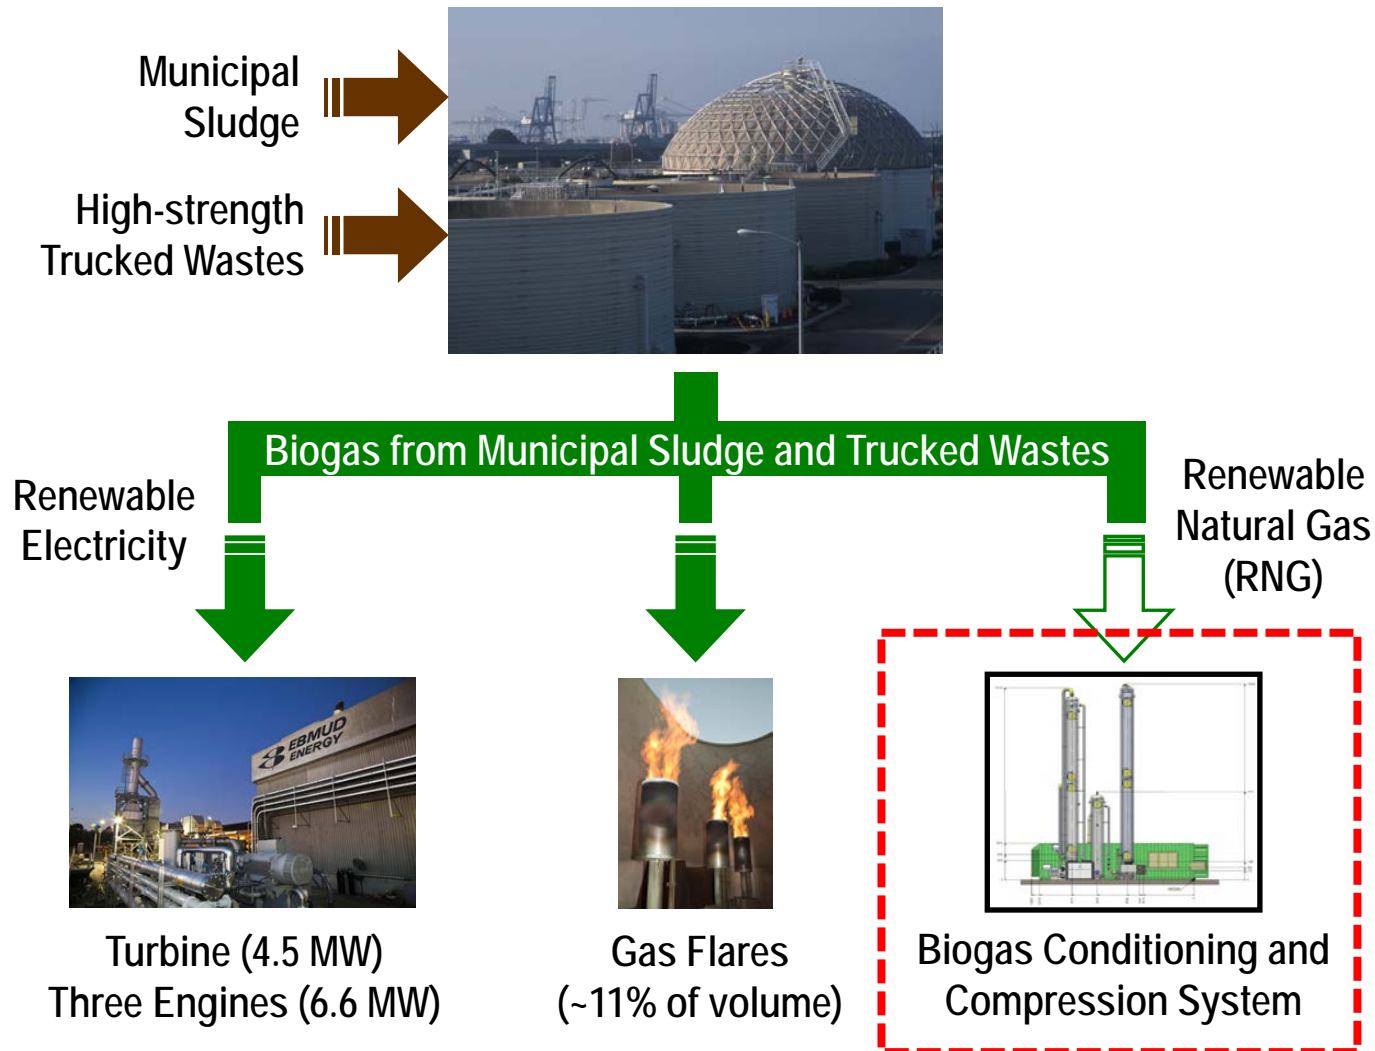 Municipal
Sludge
High-strength
Trucked Wastes
Biogas from Municipal Sludge and Trucked Wastes
Renewable
Electricity
Renewable
Natural Gas
(RNG)
EBMUD
ENERGY
Turbine (4.5 MW)
Three Engines (6.6 MW)
Gas Flares
(~11% of volume)
Biogas Conditioning and
Compression System